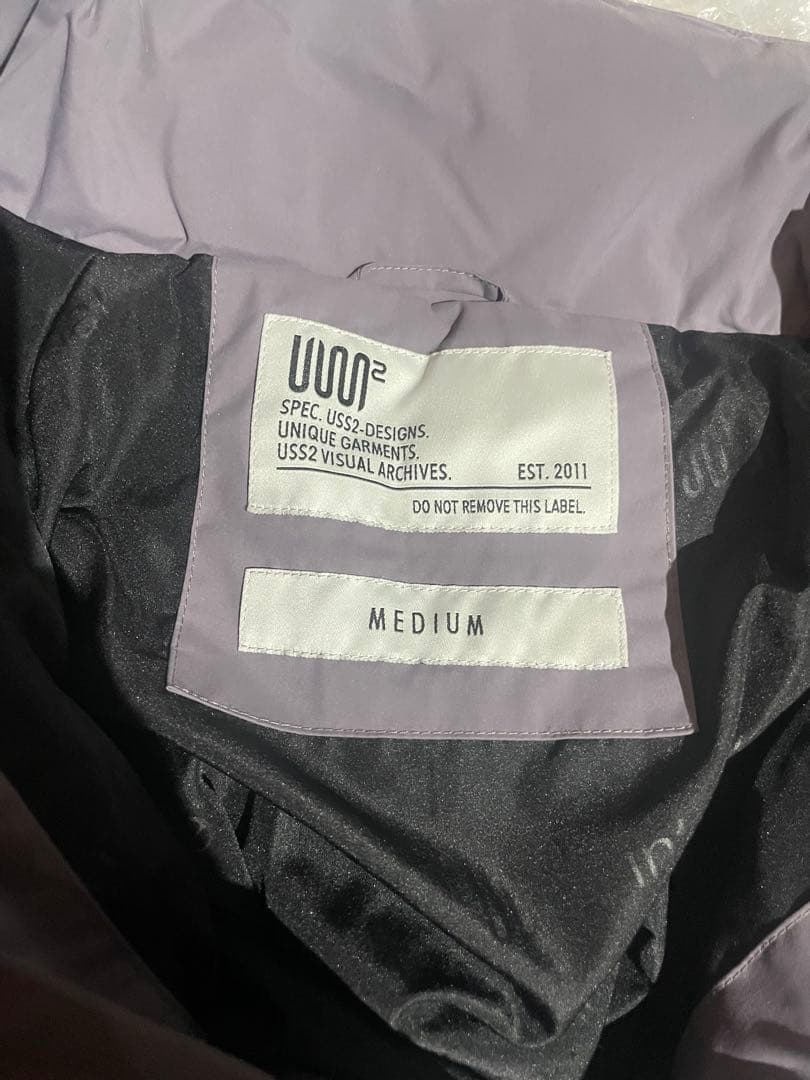 SPEC. USS2-DESIGNS.
UNIQUE GARMENTS.
USS2 VISUAL ARCHIVES. EST. 2011
DO NOT REMOVE THIS LABEL.
MEDIUM